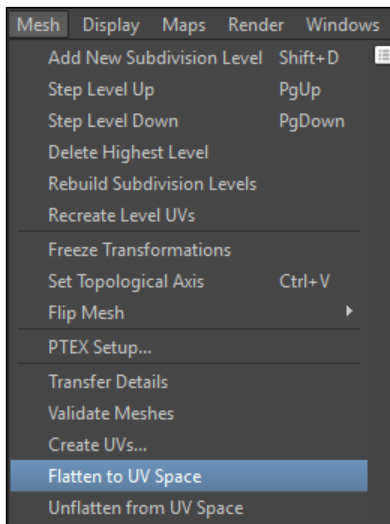 Mesh Display Maps Render Windows
Add New Subdivision Level Shift+D
Step Level Up PgUp
Step Level Down PgDown
Delete Highest Level
Rebuild Subdivision Levels
Recreate Level UVs
Freeze Transformations
Set Topological Axis Ctrl+V
Flip Mesh
PTEX Setup...
Transfer Details
Validate Meshes
Create UVs...
Flatten to UV Space
Unflatten from UV Space